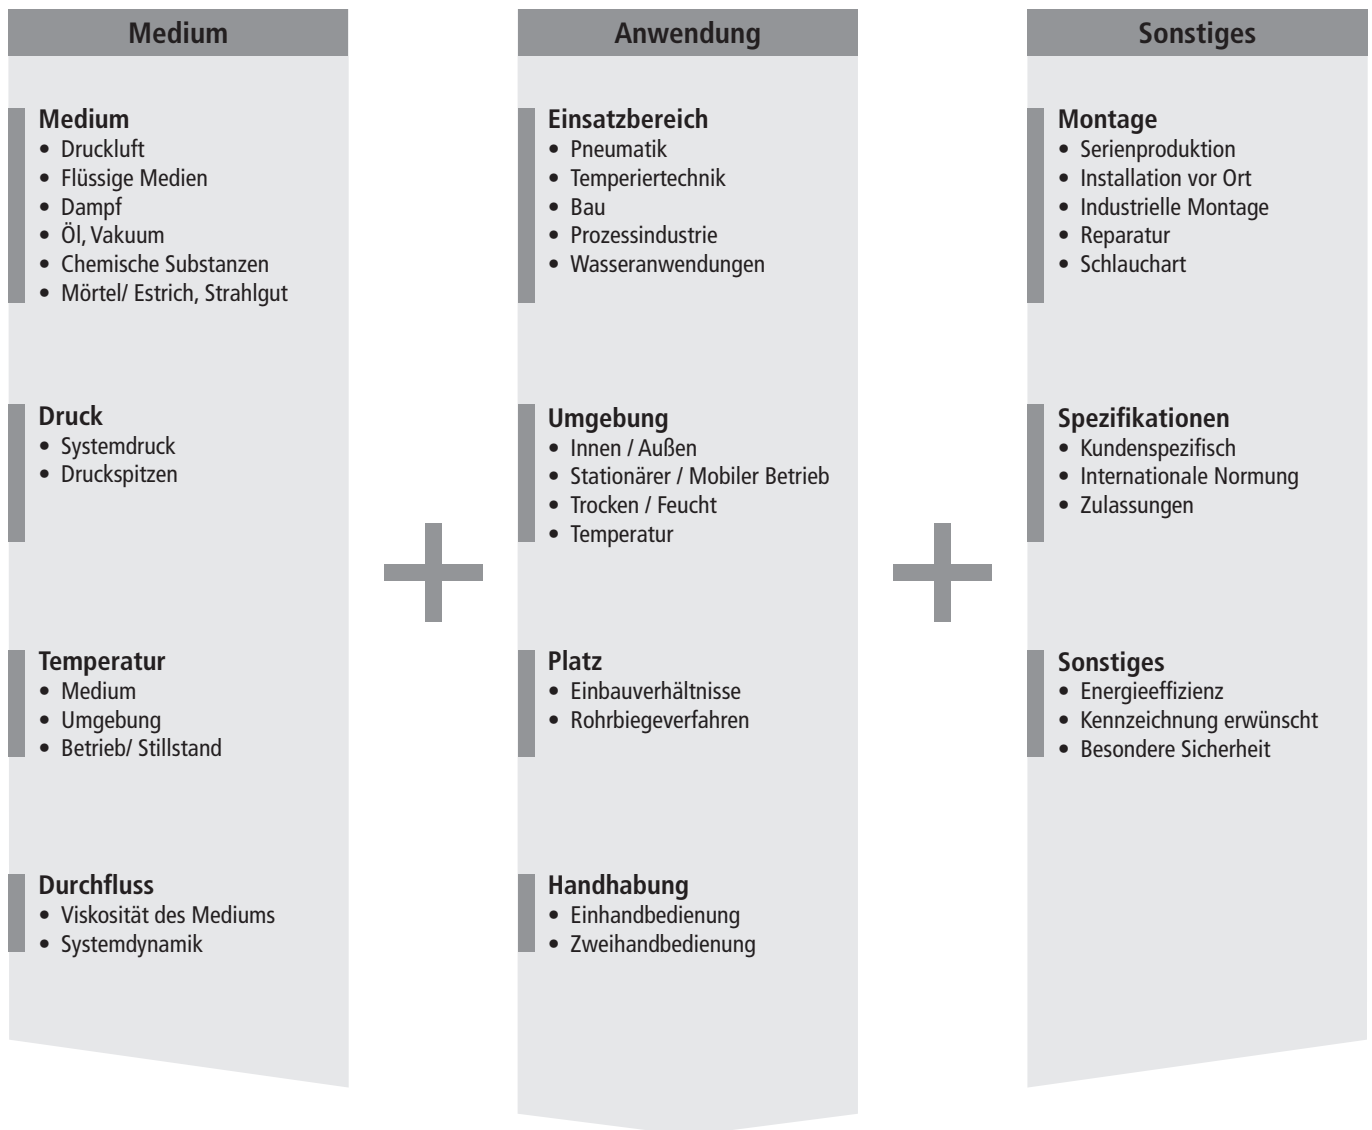 Medium
Medium
• Druckluft
• Flüssige Medien
• Dampf
• Öl, Vakuum
• Chemische Substanzen
• Mörtel/ Estrich, Strahlgut
Druck
• Systemdruck
• Druckspitzen
Temperatur
• Medium
• Umgebung
• Betrieb/ Stillstand
Durchfluss
• Viskosität des Mediums
• Systemdynamik
Anwendung
Einsatzbereich
• Pneumatik
• Temperiertechnik
• Bau
• Prozessindustrie
• Wasseranwendungen
Umgebung
• Innen / Außen
• Stationärer / Mobiler Betrieb
• Trocken / Feucht
• Temperatur
Platz
• Einbauverhältnisse
• Rohrbiegeverfahren
Handhabung
• Einhandbedienung
• Zweihandbedienung
Sonstiges
Montage
• Serienproduktion
• Installation vor Ort
• Industrielle Montage
• Reparatur
• Schlauchart
Spezifikationen
• Kundenspezifisch
• Internationale Normung
• Zulassungen
Sonstiges
• Energieeffizienz
• Kennzeichnung erwünscht
• Besondere Sicherheit